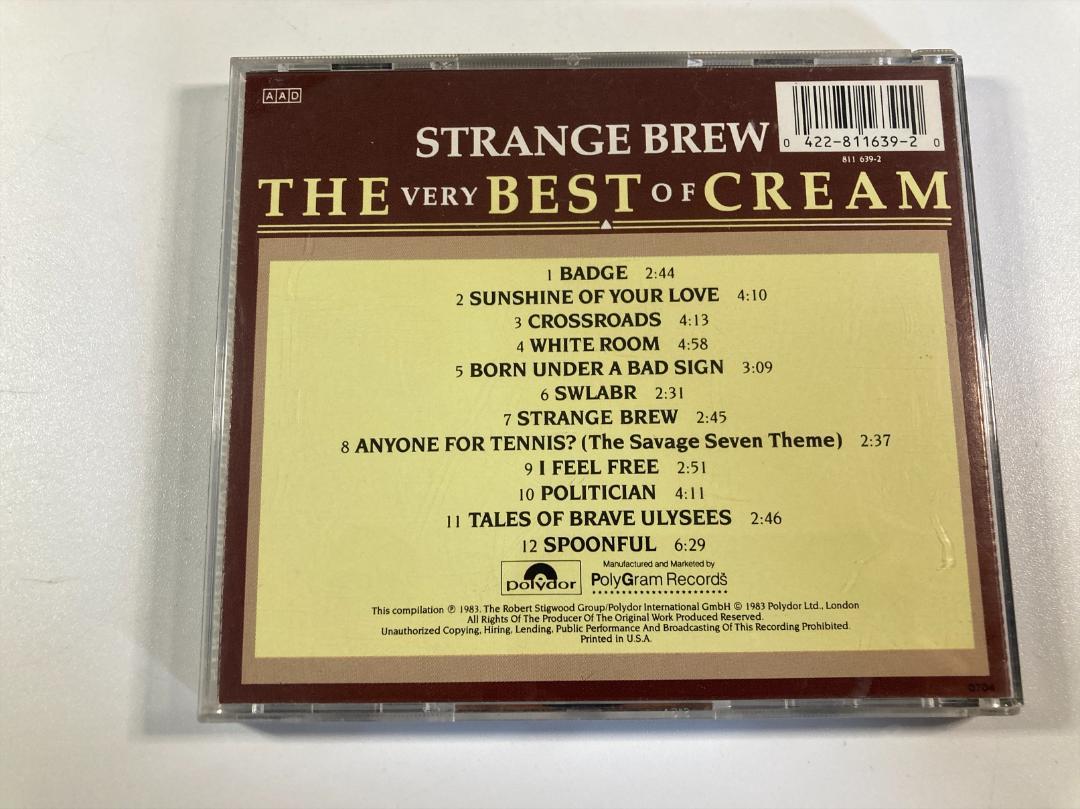 AAD
STRANGE BREW
0 422-811639-2 0
811 639-2
THE VERY BEST OF CREAM
1 BADGE 2:44
2 SUNSHINE OF YOUR LOVE 4:10
3 CROSSROADS 4:13
4 WHITE ROOM 4:58
5 BORN UNDER A BAD SIGN 3:09
6 SWLABR 2:31
7 STRANGE BREW 2:45
8 ANYONE FOR TENNIS? (The Savage Seven Theme) 2:37
9 I FEEL FREE 2:51
10 POLITICIAN 4:11
11 TALES OF BRAVE ULYSEES 2:46
12 SPOONFUL 6:29
polydor
Manufactured and Marketed by
PolyGram Records
This compilation ℗ 1983. The Robert Stigwood Group/Polydor International GmbH © 1983 Polydor Ltd., London
All Rights Of The Producer Of The Original Work Produced Reserved.
Unauthorized Copying, Hiring, Lending, Public Performance And Broadcasting Of This Recording Prohibited.
Printed in U.S.A.